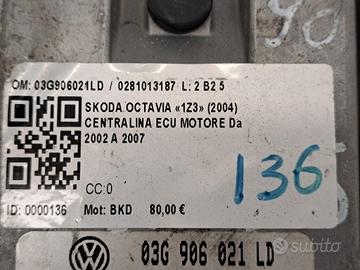 90
OM: 03G906021LD / 0281013187 L: 2 B2 5
SKODA OCTAVIA «1Z3» (2004)
CENTRALINA ECU MOTORE Da
2002 A 2007
136
CC:0
ID: 0000136 Mot: BKD 80,00 €
03G 906 021 LD
subito